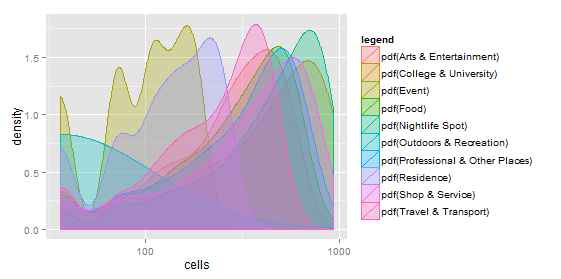 legend
pdf(Arts & Entertainment)
pdf(College & University)
pdf(Event)
pdf(Food)
pdf(Nightlife Spot)
pdf(Outdoors & Recreation)
pdf(Professional & Other Places)
pdf(Residence)
pdf(Shop & Service)
pdf(Travel & Transport)
density
1.5
1.0
0.5
0.0
100
1000
cells